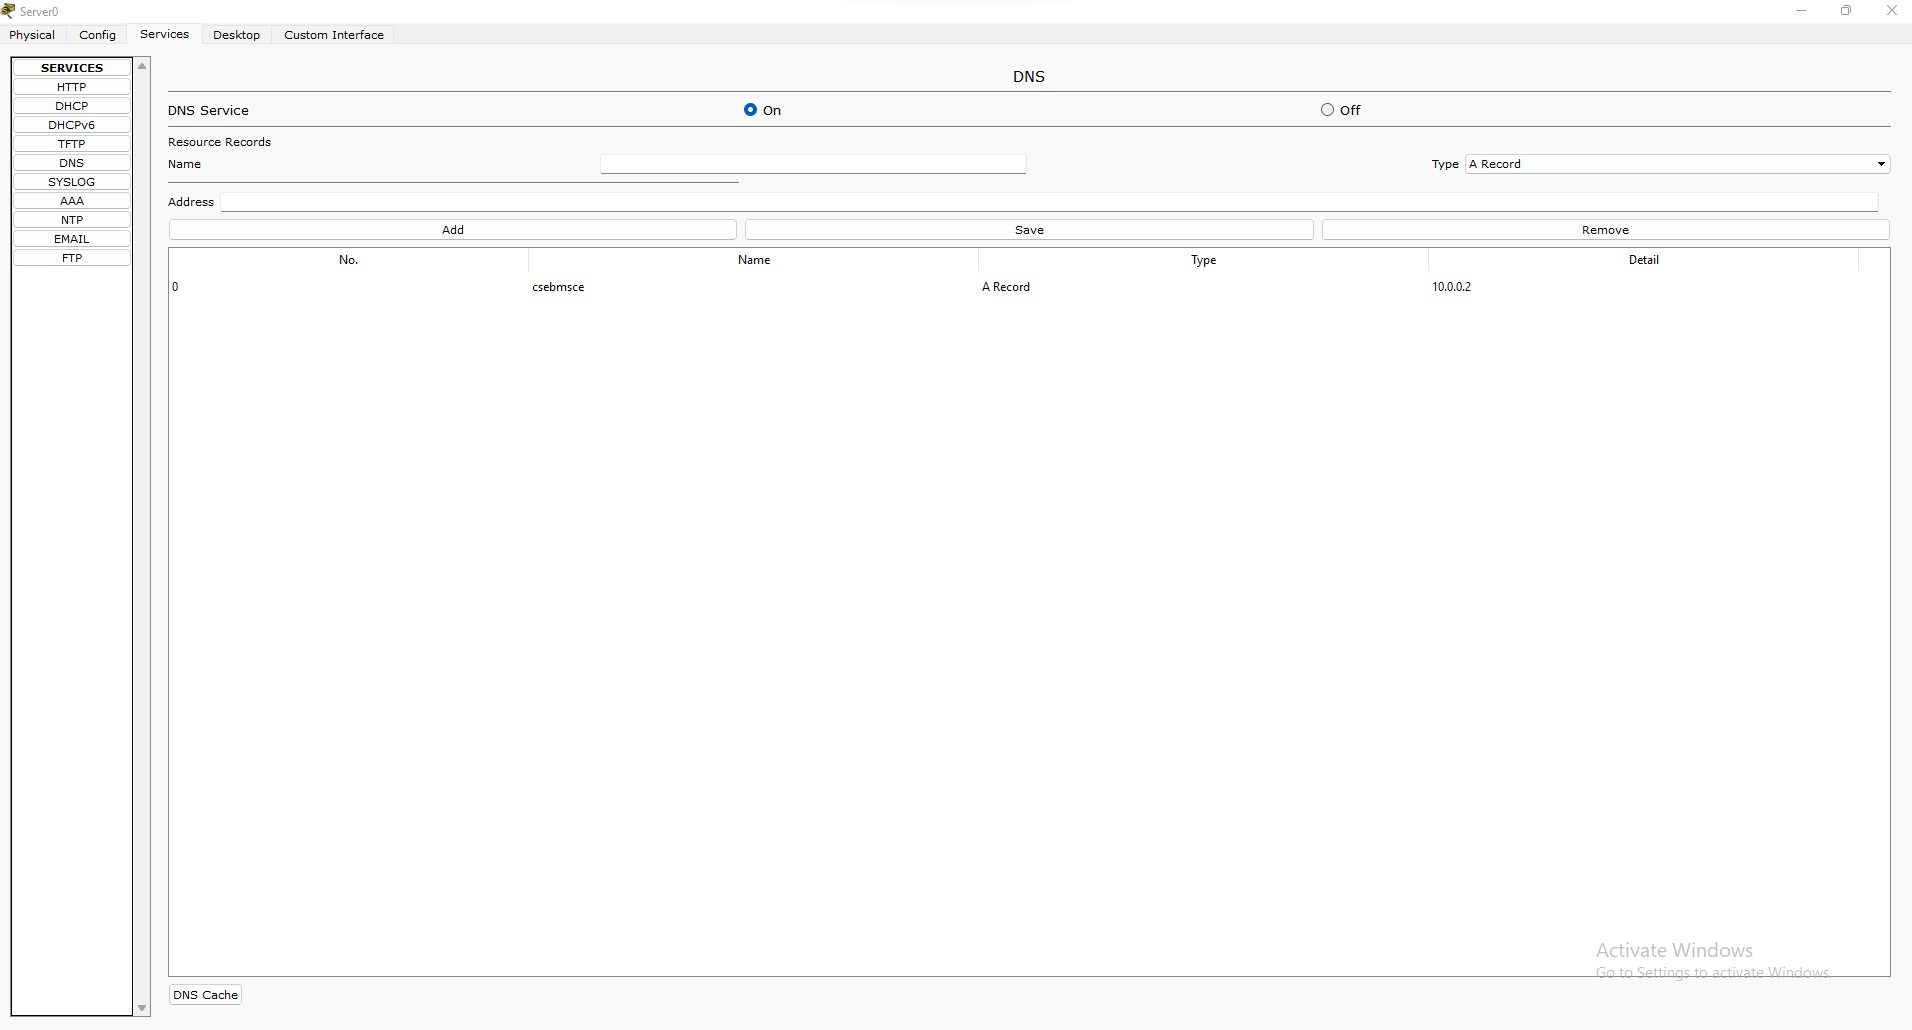 Server0
Physical Config Services Desktop Custom Interface
SERVICES
HTTP
DHCP
DHCPv6
TFTP
DNS
SYSLOG
AAA
NTP
EMAIL
FTP
DNS
DNS Service On Off
Resource Records
Name Type A Record
Address
Add Save Remove
No. Name Type Detail
0 csebmsce A Record 10.0.0.2
Activate Windows
Go to Settings to activate Windows.
DNS Cache